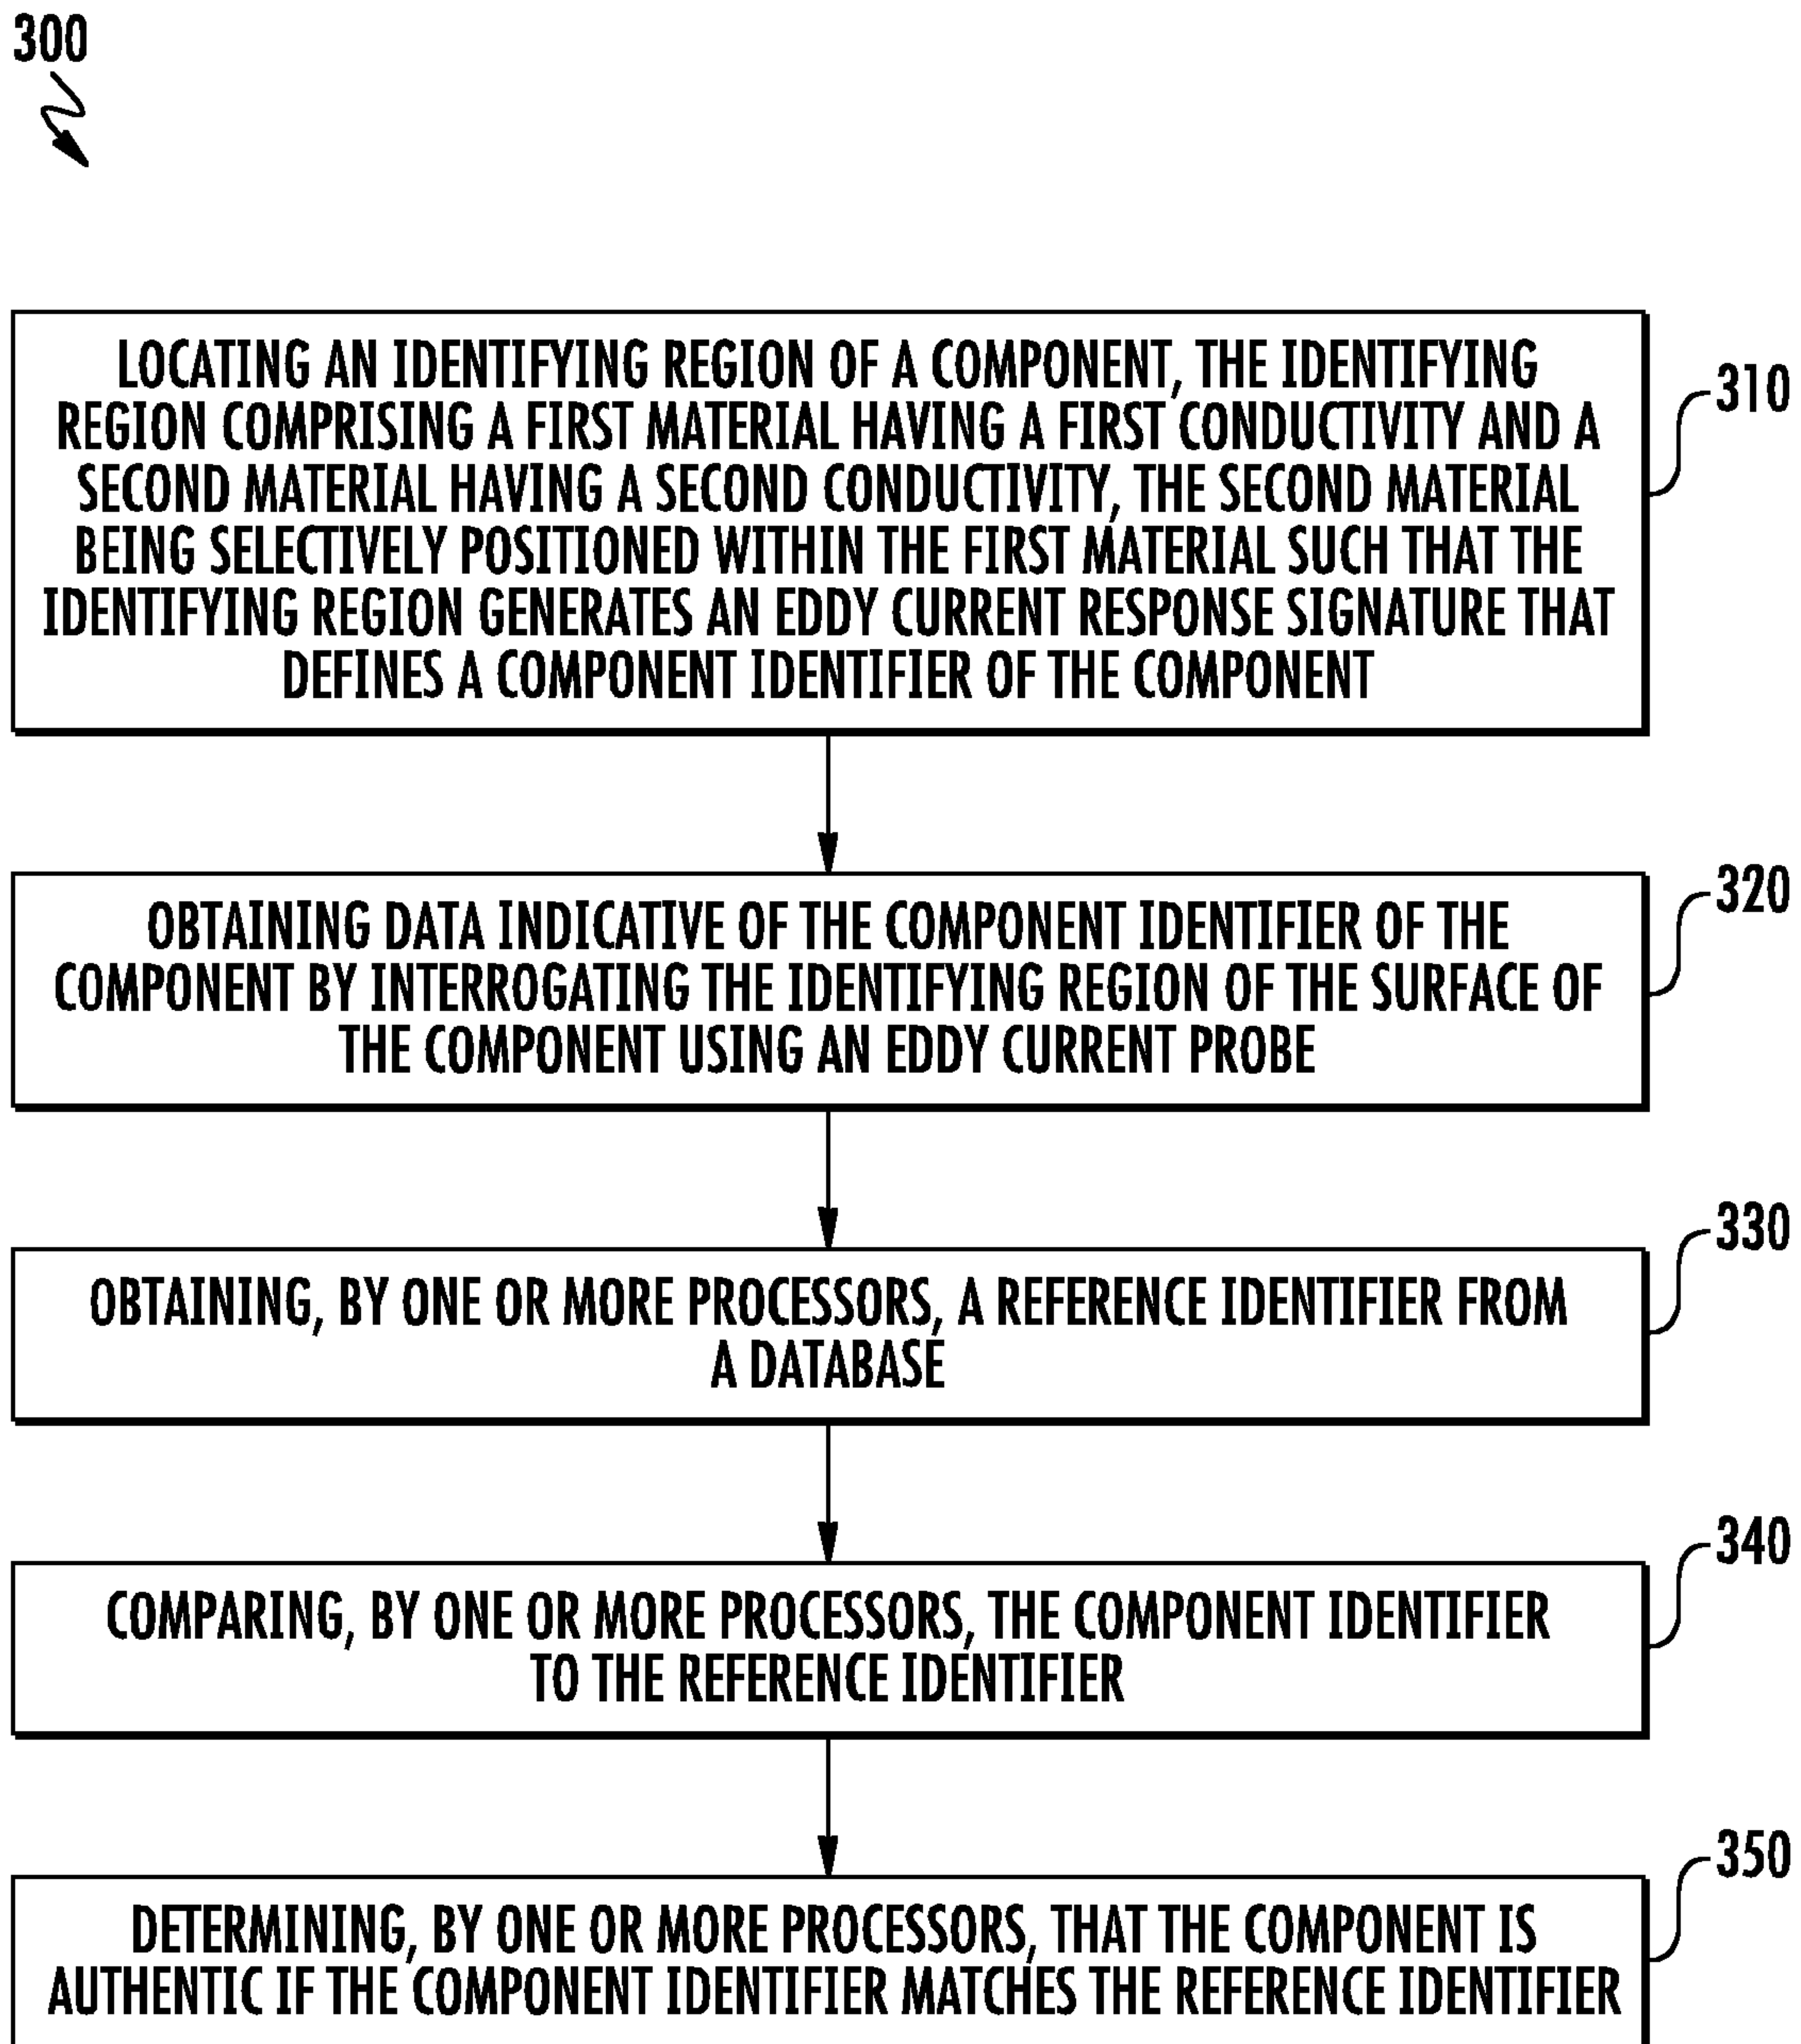 300
LOCATING AN IDENTIFYING REGION OF A COMPONENT, THE IDENTIFYING
REGION COMPRISING A FIRST MATERIAL HAVING A FIRST CONDUCTIVITY AND A
SECOND MATERIAL HAVING A SECOND CONDUCTIVITY, THE SECOND MATERIAL
BEING SELECTIVELY POSITIONED WITHIN THE FIRST MATERIAL SUCH THAT THE
IDENTIFYING REGION GENERATES AN EDDY CURRENT RESPONSE SIGNATURE THAT
DEFINES A COMPONENT IDENTIFIER OF THE COMPONENT
310
OBTAINING DATA INDICATIVE OF THE COMPONENT IDENTIFIER OF THE
COMPONENT BY INTERROGATING THE IDENTIFYING REGION OF THE SURFACE OF
THE COMPONENT USING AN EDDY CURRENT PROBE
320
OBTAINING, BY ONE OR MORE PROCESSORS, A REFERENCE IDENTIFIER FROM
A DATABASE
330
COMPARING, BY ONE OR MORE PROCESSORS, THE COMPONENT IDENTIFIER
TO THE REFERENCE IDENTIFIER
340
DETERMINING, BY ONE OR MORE PROCESSORS, THAT THE COMPONENT IS
AUTHENTIC IF THE COMPONENT IDENTIFIER MATCHES THE REFERENCE IDENTIFIER
350